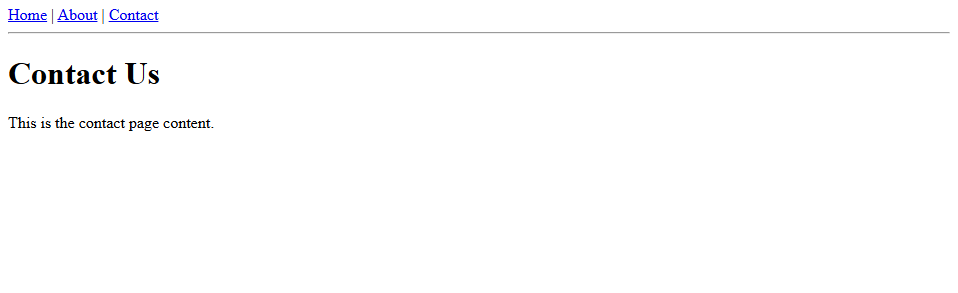 Home | About | Contact
Contact Us
This is the contact page content.